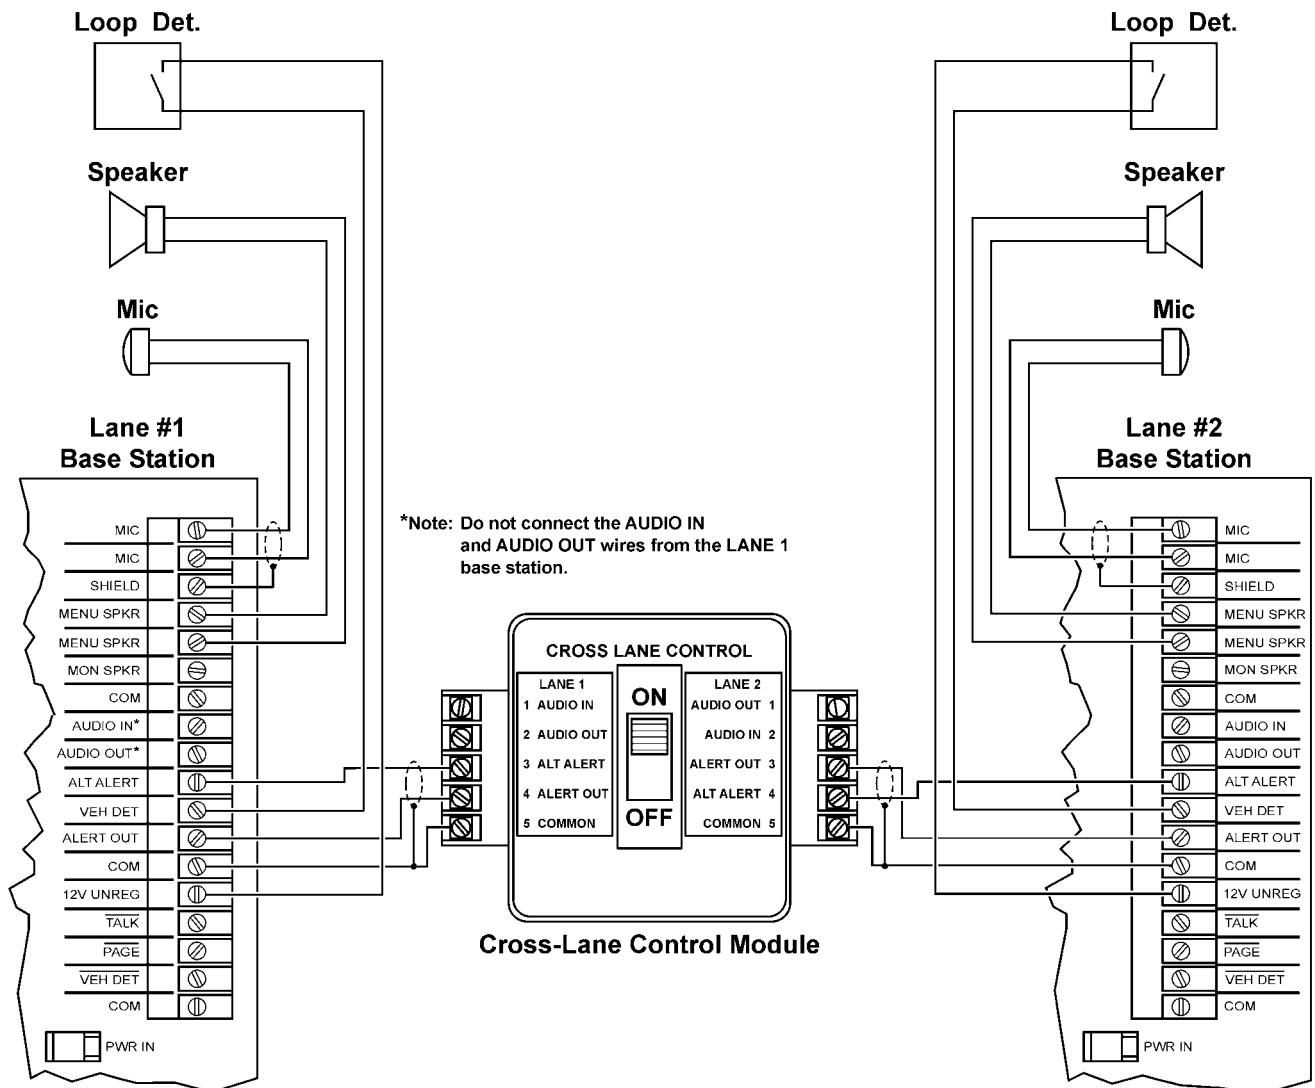 Loop Det.
Loop Det.
Speaker
Speaker
Mic
Mic
Lane #1
Base Station
Lane #2
Base Station
*Note: Do not connect the AUDIO IN
and AUDIO OUT wires from the LANE 1
base station.
MIC
MIC
SHIELD
MENU SPKR
MENU SPKR
MON SPKR
COM
AUDIO IN*
AUDIO OUT*
ALT ALERT
VEH DET
ALERT OUT
COM
12V UNREG
TALK
PAGE
VEH DET
COM
PWR IN
CROSS LANE CONTROL
LANE 1
1 AUDIO IN
2 AUDIO OUT
3 ALT ALERT
4 ALERT OUT
5 COMMON
ON
OFF
LANE 2
AUDIO OUT 1
AUDIO IN 2
ALERT OUT 3
ALT ALERT 4
COMMON 5
Cross-Lane Control Module
MIC
MIC
SHIELD
MENU SPKR
MENU SPKR
MON SPKR
COM
AUDIO IN
AUDIO OUT
ALT ALERT
VEH DET
ALERT OUT
COM
12V UNREG
TALK
PAGE
VEH DET
COM
PWR IN